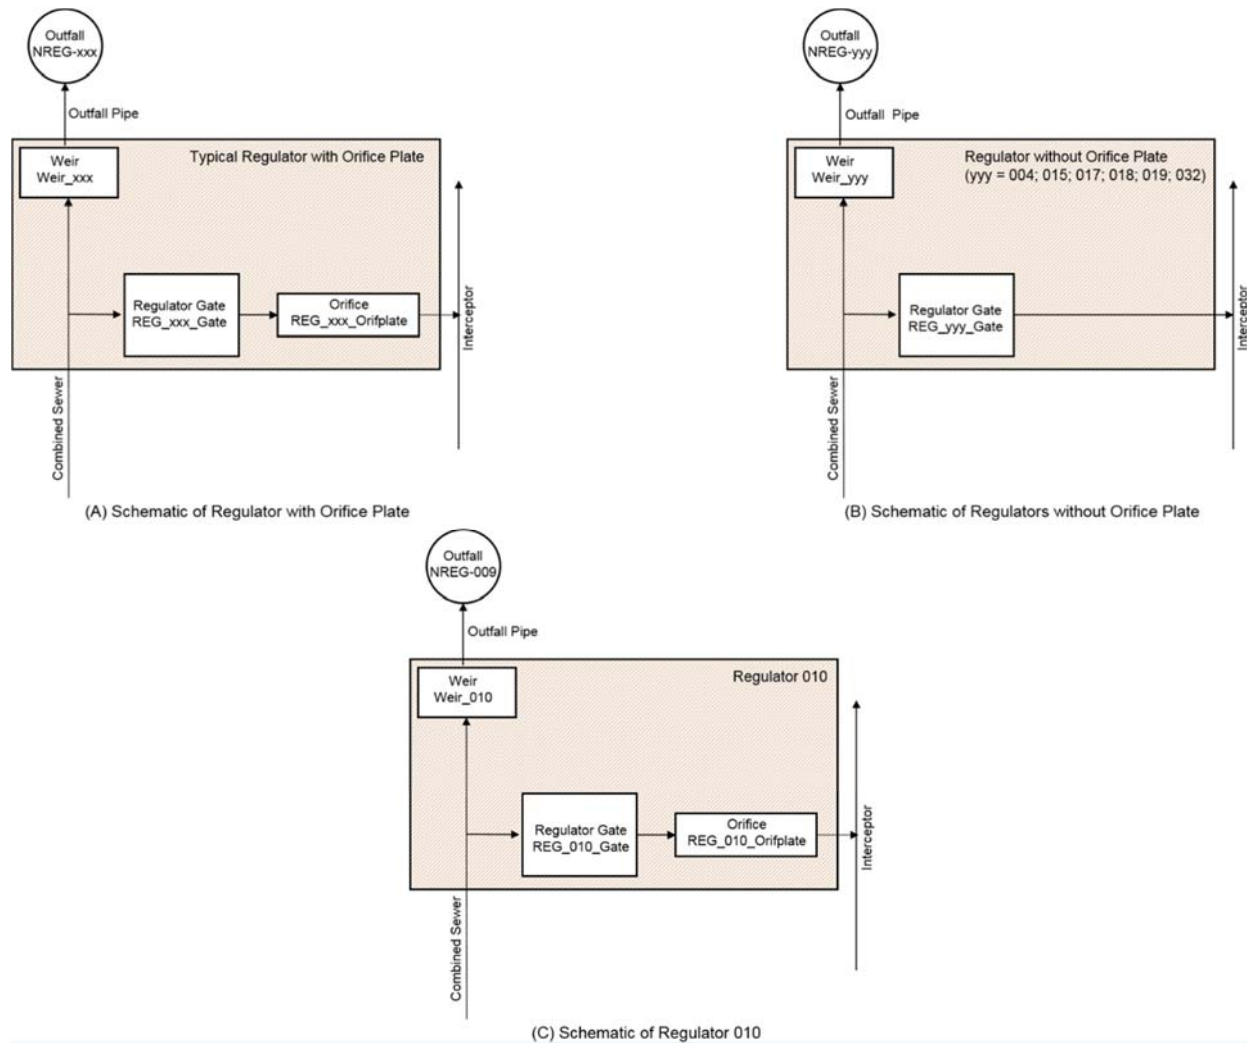 Outfall
NREG-xxx
Outfall Pipe
Weir
Weir_xxx
Typical Regulator with Orifice Plate
Regulator Gate
REG_xxx_Gate
Orifice
REG_xxx_Orifplate
Interceptor
Combined Sewer
(A) Schematic of Regulator with Orifice Plate
Outfall
NREG-yyy
Outfall Pipe
Weir
Weir_yyy
Regulator without Orifice Plate
(yyy = 004; 015; 017; 018; 019; 032)
Regulator Gate
REG_yyy_Gate
Interceptor
Combined Sewer
(B) Schematic of Regulators without Orifice Plate
Outfall
NREG-009
Outfall Pipe
Weir
Weir_010
Regulator 010
Regulator Gate
REG_010_Gate
Orifice
REG_010_Orifplate
Interceptor
Combined Sewer
(C) Schematic of Regulator 010